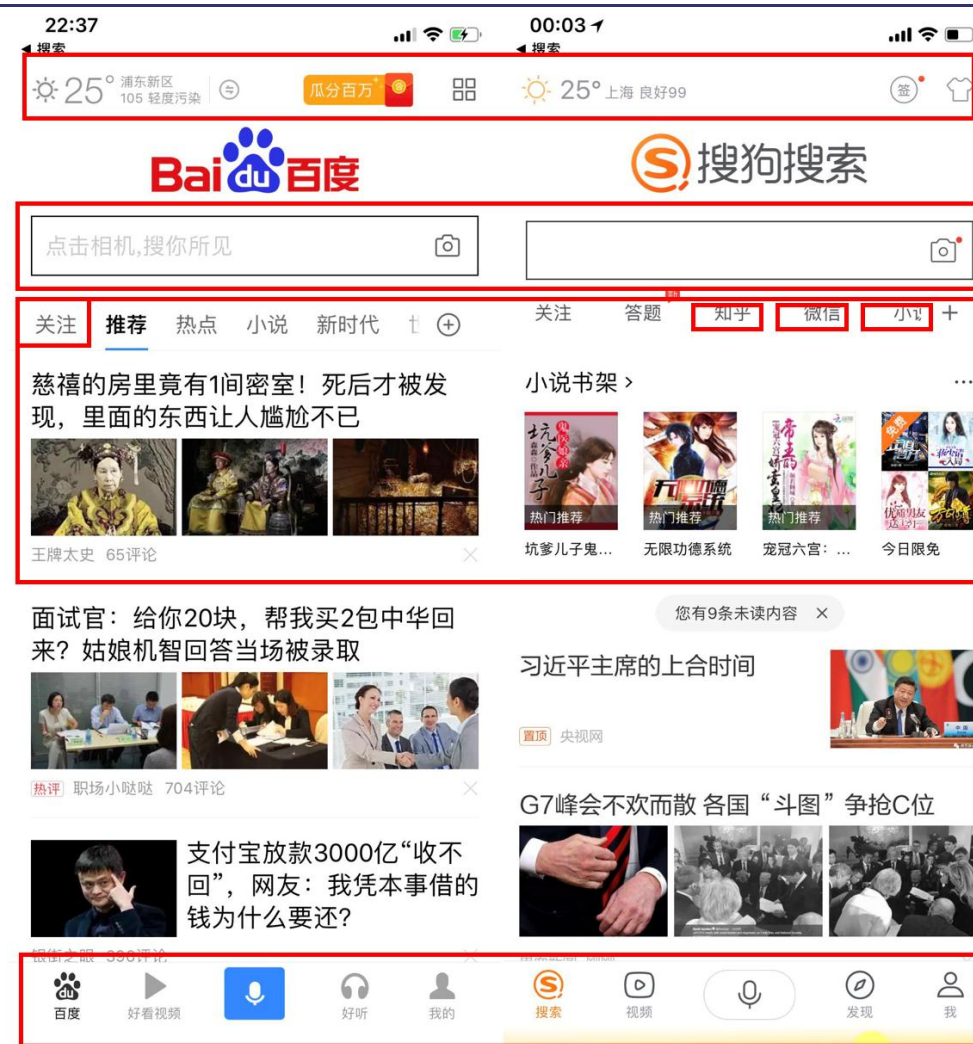 22:37
搜索
25°
浦东新区
105 轻度污染
瓜分百万
Bai du 百度
点击相机,搜你所见
关注 推荐 热点 小说 新时代
慈禧的房里竟有1间密室!死后才被发
现,里面的东西让人尴尬不已
王牌太史 65评论
面试官:给你20块,帮我买2包中华回
来?姑娘机智回答当场被录取
热评 职场小哒哒 704评论
支付宝放款3000亿“收不
回”,网友:我凭本事借的
钱为什么要还?
百度 好看视频 好听 我的
00:03
搜索
25° 上海 良好99
签
S 搜狗搜索
关注 答题 知乎 微信
小说书架
热门推荐 热门推荐 热门推荐
免费
坑爹儿子鬼... 无限功德系统 宠冠六宫:... 今日限免
您有9条未读内容
习近平主席的上合时间
置顶 央视网
G7峰会不欢而散 各国“斗图”争抢C位
搜索 视频 发现 我